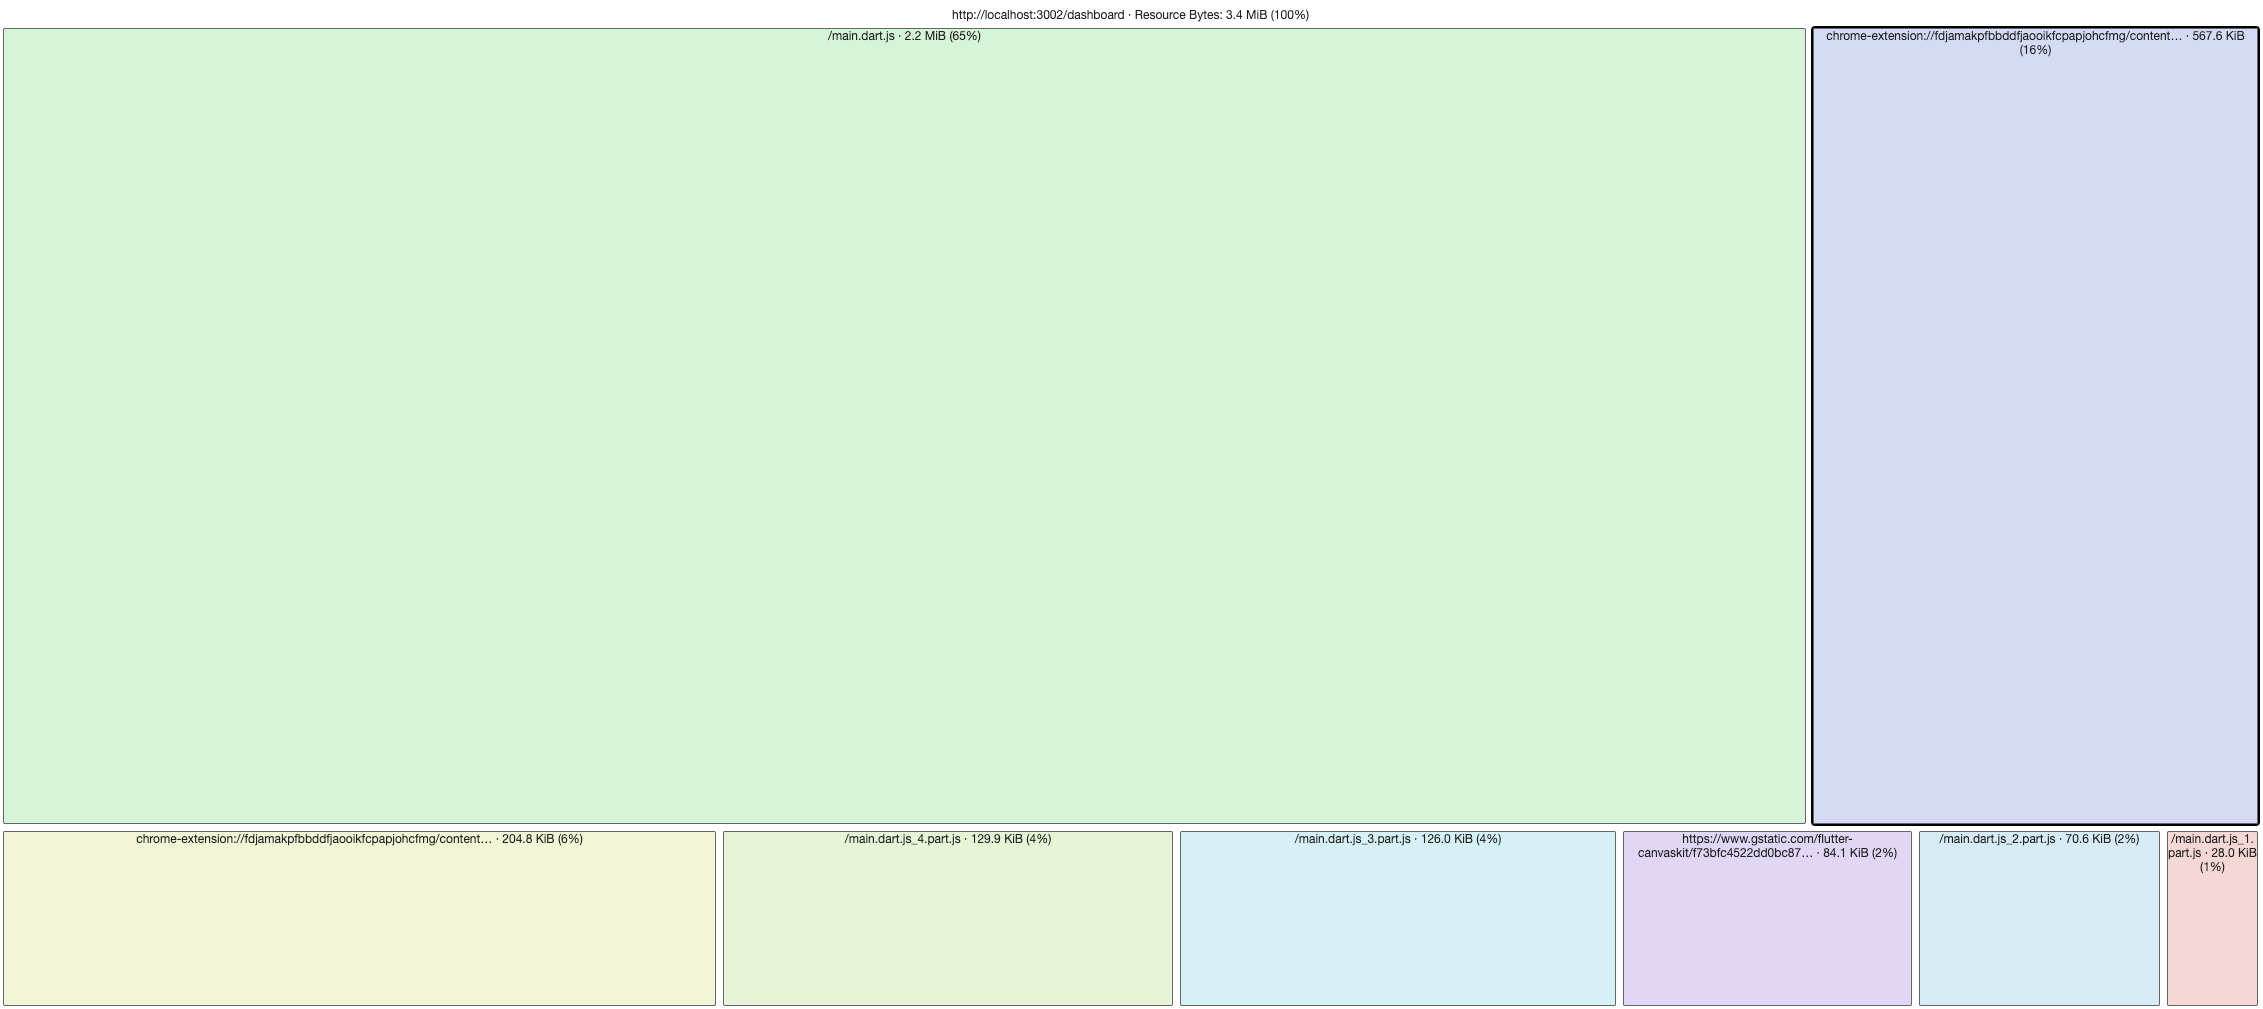 http://localhost:3002/dashboard · Resource Bytes: 3.4 MiB (100%)
/main.dart.js · 2.2 MiB (65%)
chrome-extension://fdjamakpfbbddfjaooikfcpapjohcfmg/content… · 567.6 KiB
(16%)
chrome-extension://fdjamakpfbbddfjaooikfcpapjohcfmg/content… · 204.8 KiB (6%)
/main.dart.js_4.part.js · 129.9 KiB (4%)
/main.dart.js_3.part.js · 126.0 KiB (4%)
https://www.gstatic.com/flutter-
canvaskit/f73bfc4522dd0bc87… · 84.1 KiB (2%)
/main.dart.js_2.part.js · 70.6 KiB (2%)
/main.dart.js_1.
part.js · 28.0 KiB
(1%)